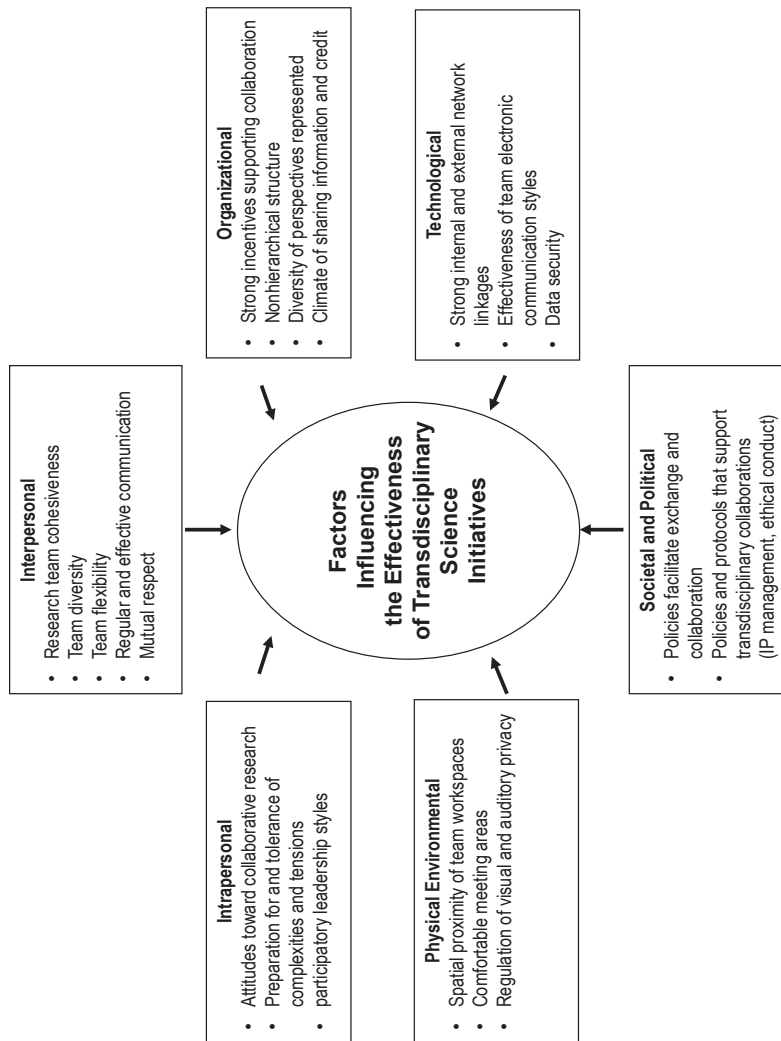 Intrapersonal
• Attitudes toward collaborative research
• Preparation for and tolerance of
complexities and tensions
• participatory leadership styles
Interpersonal
• Research team cohesiveness
• Team diversity
• Team flexibility
• Regular and effective communication
• Mutual respect
Organizational
• Strong incentives supporting collaboration
• Nonhierarchical structure
• Diversity of perspectives represented
• Climate of sharing information and credit
Factors
Influencing
the Effectiveness
of Transdisciplinary
Science
Initiatives
Physical Environmental
• Spatial proximity of team workspaces
• Comfortable meeting areas
• Regulation of visual and auditory privacy
Societal and Political
• Policies facilitate exchange and
collaboration
• Policies and protocols that support
transdisciplinary collaborations
(IP management, ethical conduct)
Technological
• Strong internal and external network
linkages
• Effectiveness of team electronic
communication styles
• Data security